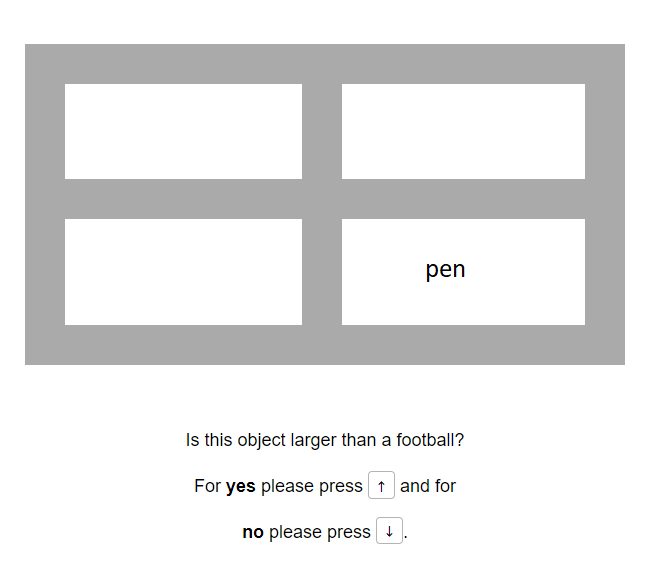 pen
Is this object larger than a football?
For yes please press ↑ and for
no please press ↓.